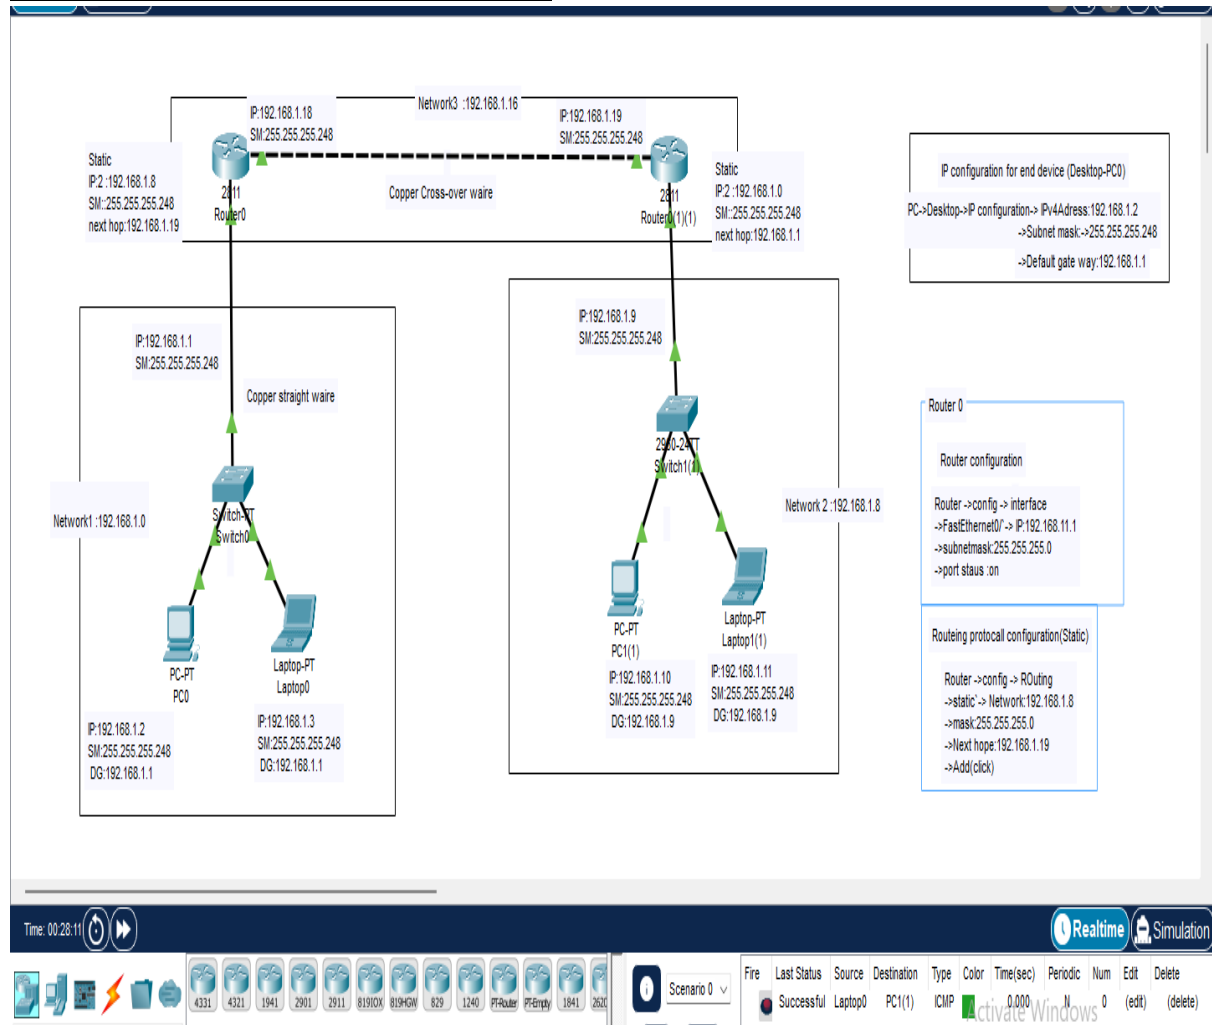 Network3 :192.168.1.16
IP:192.168.1.18
SM:255.255.255.248
IP:192.168.1.19
SM:255.255.255.248
Static
IP:2 :192.168.1.8
SM::255.255.255.248
next hop:192.168.1.19
2811
Router0
Copper Cross-over waire
2811
Router0(1)(1)
Static
IP:2 :192.168.1.0
SM::255.255.255.248
next hop:192.168.1.1
IP configuration for end device (Desktop-PC0)
PC->Desktop->IP configuration-> IPv4Adress:192.168.1.2
->Subnet mask:->255.255.255.248
->Default gate way:192.168.1.1
IP:192.168.1.1
SM:255.255.255.248
Copper straight waire
Network1 :192.168.1.0
Switch-PT
Switch0
PC-PT
PC0
Laptop-PT
Laptop0
IP:192.168.1.2
SM:255.255.255.248
DG:192.168.1.1
IP:192.168.1.3
SM:255.255.255.248
DG:192.168.1.1
IP:192.168.1.9
SM:255.255.255.248
2950-24TT
Switch1(1)
Network 2 :192.168.1.8
PC-PT
PC1(1)
Laptop-PT
Laptop1(1)
IP:192.168.1.10
SM:255.255.255.248
DG:192.168.1.9
IP:192.168.1.11
SM:255.255.255.248
DG:192.168.1.9
Router 0
Router configuration
Router ->config -> interface
->FastEthernet0/`-> IP:192.168.11.1
->subnetmask:255.255.255.0
->port staus :on
Routeing protocall configuration(Static)
Router ->config -> ROuting
->static`-> Network:192.168.1.8
->mask:255.255.255.0
->Next hope:192.168.1.19
->Add(click)
Time: 00:28:11
Realtime
Simulation
4331 4321 1941 2901 2911 819IOX 819HGW 829 1240 PT-Router PT-Empty 1841 262
Scenario 0
Fire Last Status Source Destination Type Color Time(sec) Periodic Num Edit Delete
Successful Laptop0 PC1(1) ICMP 0.000 N 0 (edit) (delete)
Activate Windows